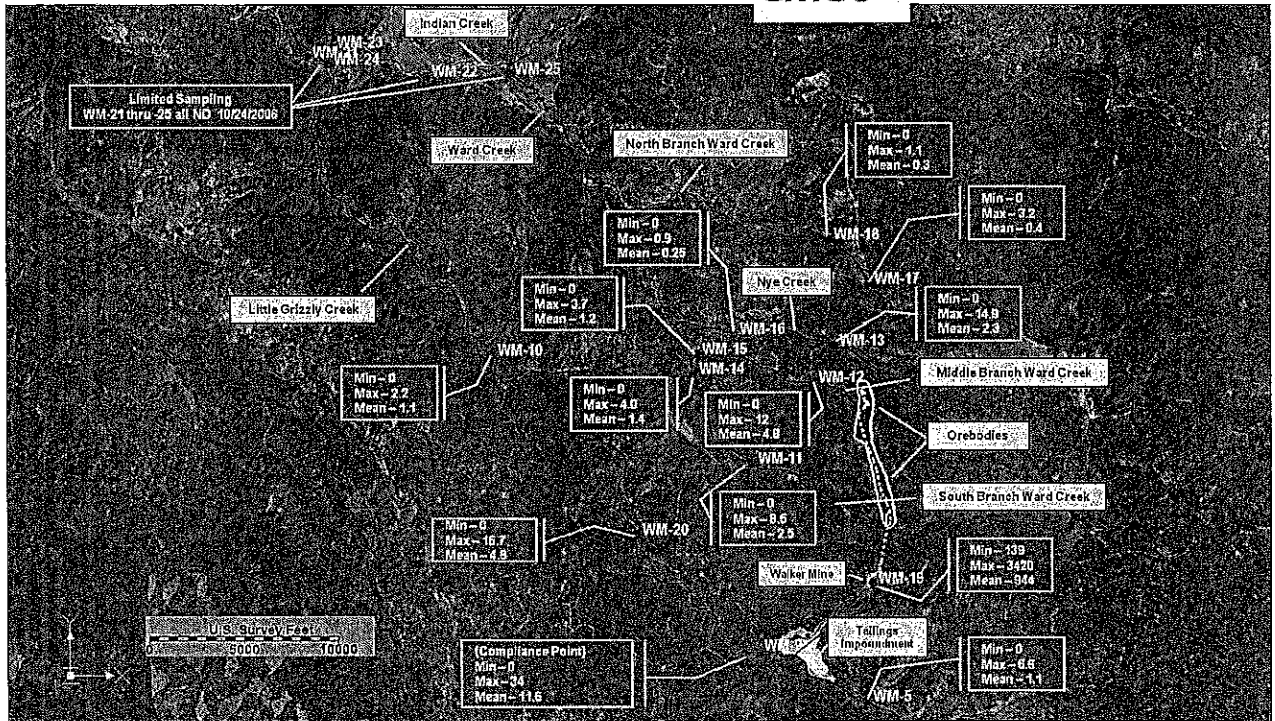 Indian Creek
WM-23
WM-21
WM-24
WM-22
WM-25
Limited Sampling
WM-21 thru -25 all ND 10/24/2006
Ward Creek
North Branch Ward Creek
Min – 0
Max – 1.1
Mean – 0.3
Min – 0
Max – 3.2
Mean – 0.4
Min – 0
Max – 0.9
Mean – 0.25
WM-18
WM-17
Nye Creek
Little Grizzly Creek
Min – 0
Max – 3.7
Mean – 1.2
Min – 0
Max – 14.9
Mean – 2.3
WM-16
WM-13
WM-15
WM-10
WM-14
WM-12
Middle Branch Ward Creek
Min – 0
Max – 2.2
Mean – 1.1
Min – 0
Max – 4.0
Mean – 1.4
Min – 0
Max – 12
Mean – 4.8
Orebodies
WM-11
South Branch Ward Creek
Min – 0
Max – 8.6
Mean – 2.5
Min – 0
Max – 16.7
Mean – 4.8
WM-20
Min – 139
Max – 3420
Mean – 944
Walker Mine
WM-19
U.S. Survey Feet
0 5000 10000
Y
X
(Compliance Point)
Min – 0
Max – 34
Mean – 11.6
Tailings
Impoundment
Min – 0
Max – 6.6
Mean – 1.1
WM-5